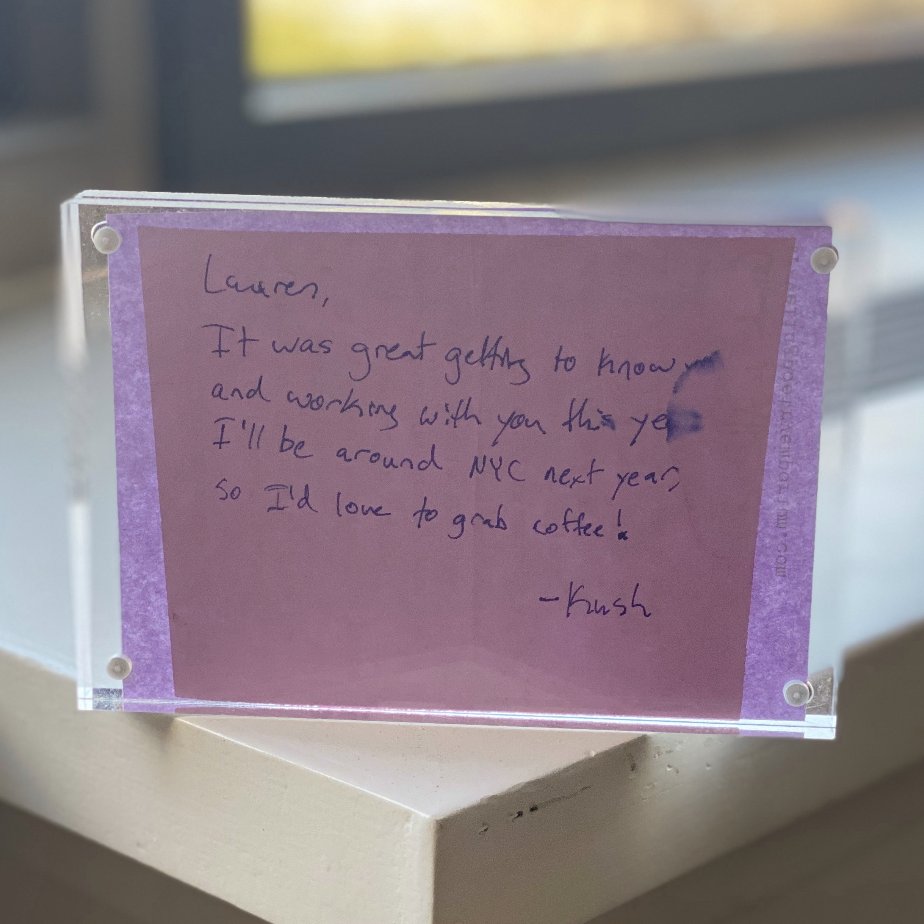 Lauren,
It was great getting to know
and working with you this
I'll be around NYC next year,
so I'd love to grab coffee!
-Kush